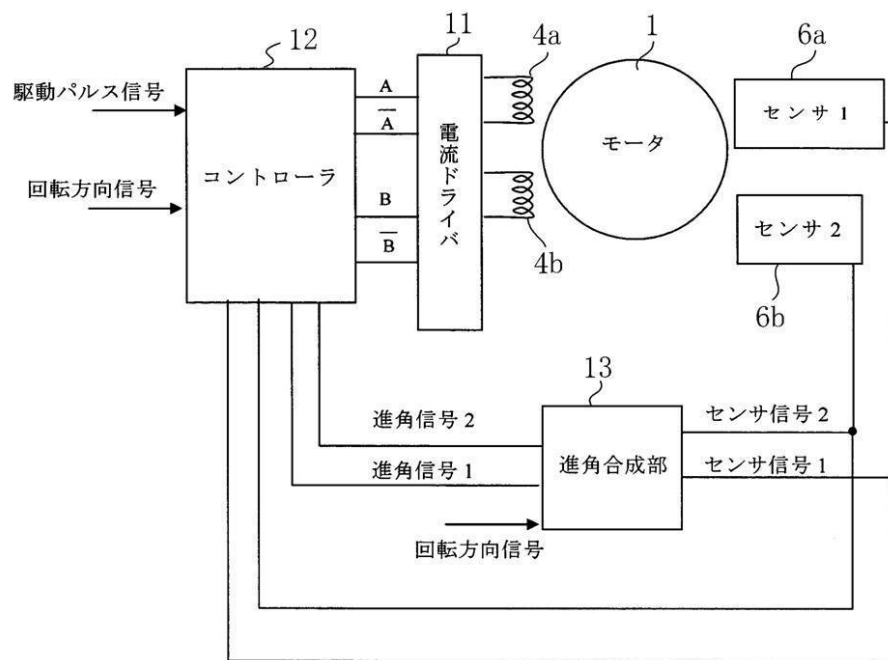 12
11
4a
1
6a
駆動パルス信号
A
A̅
センサ 1
モータ
電流ドライバ
コントローラ
回転方向信号
B
B̅
センサ 2
4b
6b
13
進角信号 2
センサ信号 2
進角合成部
進角信号 1
センサ信号 1
回転方向信号